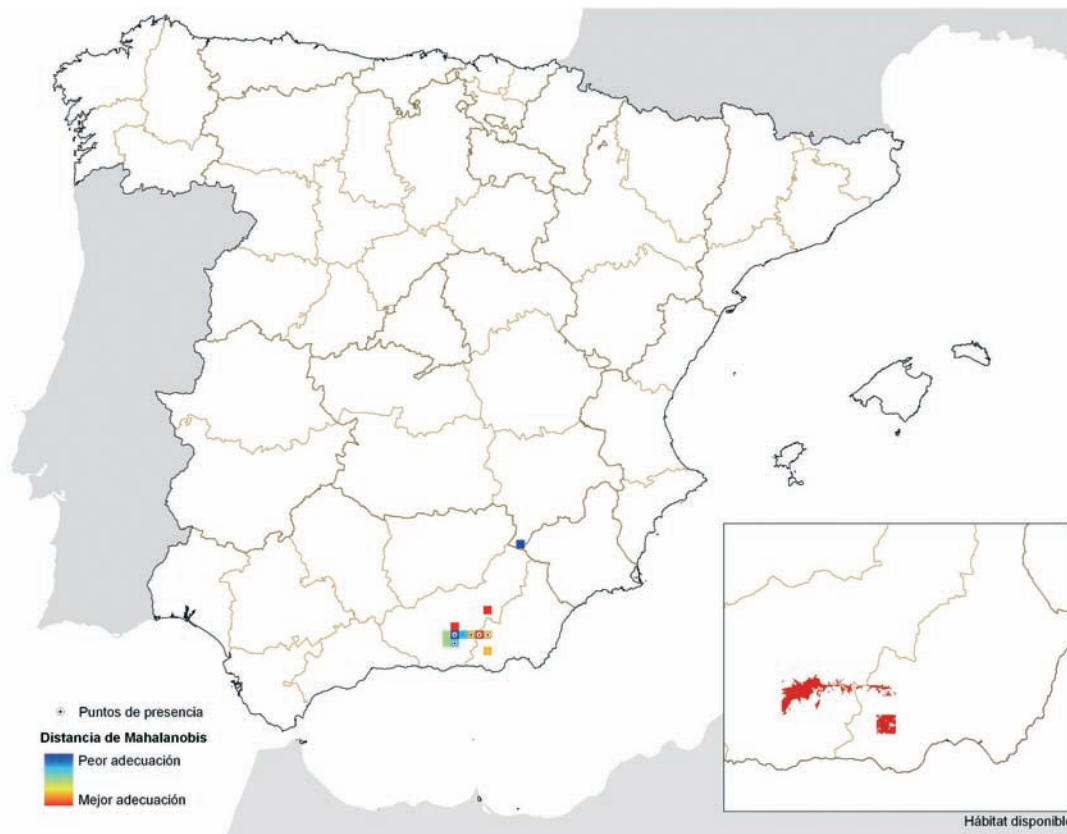 Puntos de presencia
Distancia de Mahalanobis
Peor adecuación
Mejor adecuación
Hábitat disponible